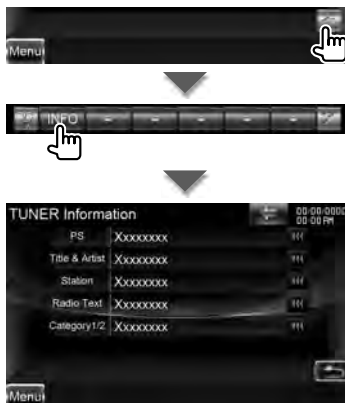 Menu
INFO
TUNER Information
00/00/0000
00:00 PM
PS Xxxxxxxx
Title & Artist Xxxxxxxx
Station Xxxxxxxx
Radio Text Xxxxxxxx
Category1/2 Xxxxxxxx
Menu